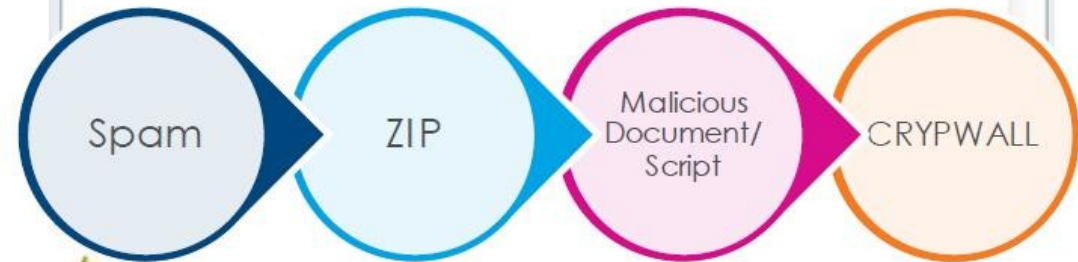 Spam
ZIP
Malicious
Document/
Script
CRYPWALL